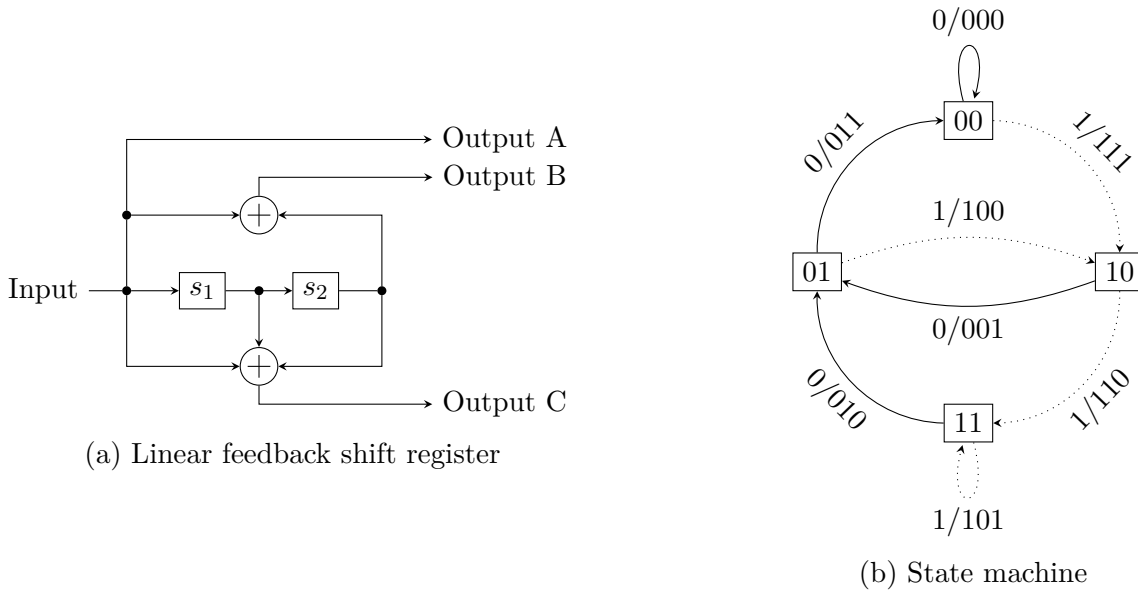 Output A
Output B
Input
s₁
s₂
Output C
(a) Linear feedback shift register
0/000
00
0/011
1/111
1/100
01
10
0/001
0/010
1/110
11
1/101
(b) State machine